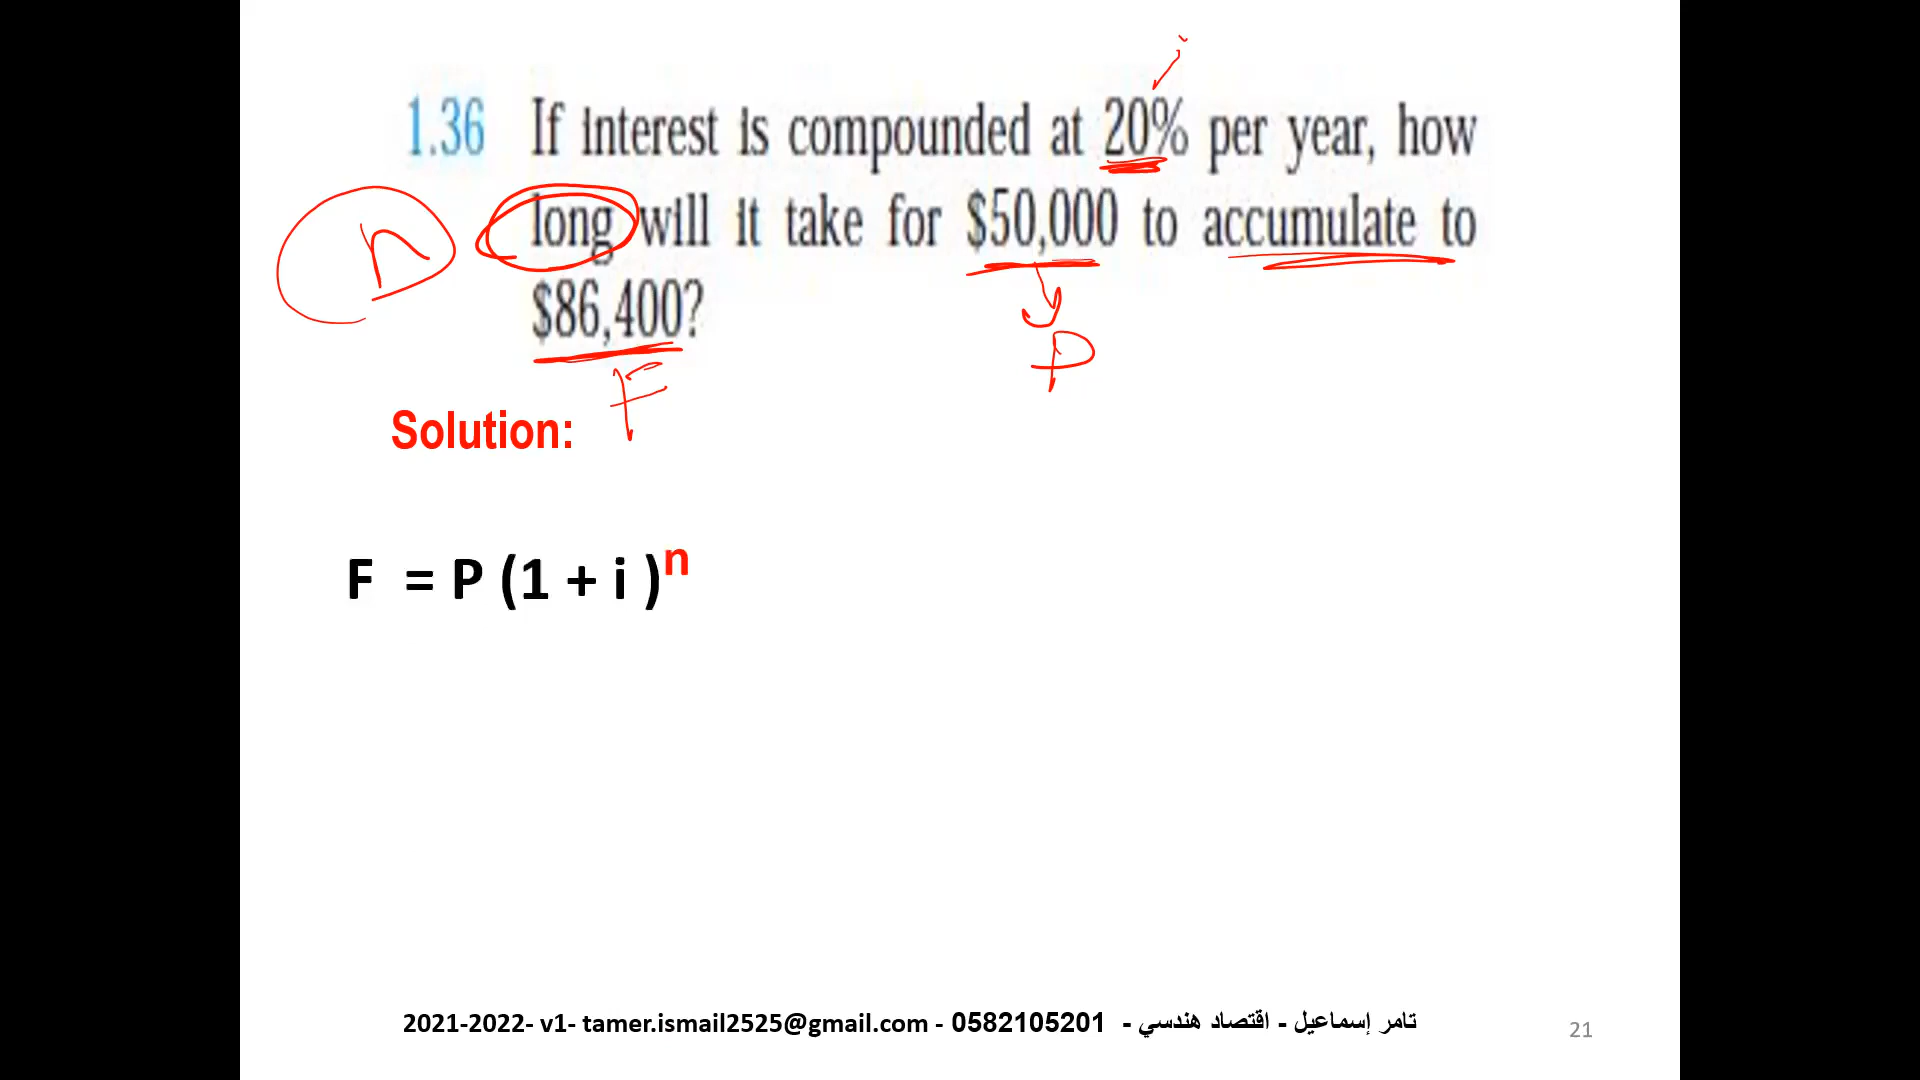 i
1.36 If interest is compounded at 20% per year, how
long will it take for $50,000 to accumulate to
n
$86,400?
P
F
Solution:
F = P (1 + i )ⁿ
2021-2022- v1- tamer.ismail2525@gmail.com - 0582105201 - تامر إسماعيل - اقتصاد هندسي
21